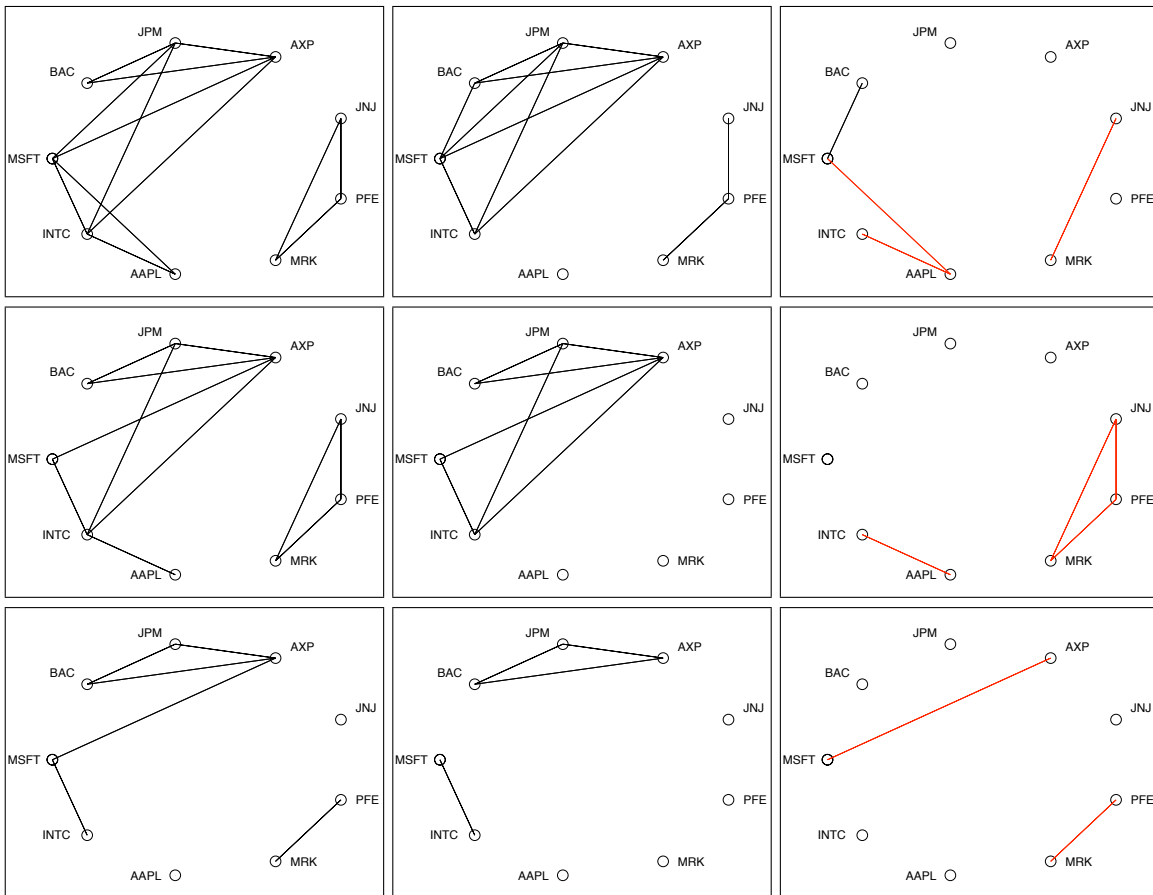 JPM
AXP
BAC
JNJ
MSFT
PFE
INTC
MRK
AAPL
JPM
AXP
BAC
JNJ
MSFT
PFE
INTC
MRK
AAPL
JPM
AXP
BAC
JNJ
MSFT
PFE
INTC
MRK
AAPL
JPM
AXP
BAC
JNJ
MSFT
PFE
INTC
MRK
AAPL
JPM
AXP
BAC
JNJ
MSFT
PFE
INTC
MRK
AAPL
JPM
AXP
BAC
JNJ
MSFT
PFE
INTC
MRK
AAPL
JPM
AXP
BAC
JNJ
MSFT
PFE
INTC
MRK
AAPL
JPM
AXP
BAC
JNJ
MSFT
PFE
INTC
MRK
AAPL
JPM
AXP
BAC
JNJ
MSFT
PFE
INTC
MRK
AAPL